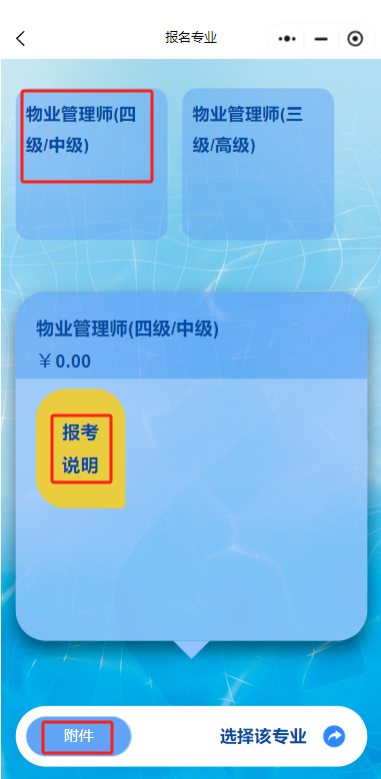 报名专业
物业管理师(四
级/中级)
物业管理师(三
级/高级)
物业管理师(四级/中级)
￥0.00
报考
说明
附件
选择该专业